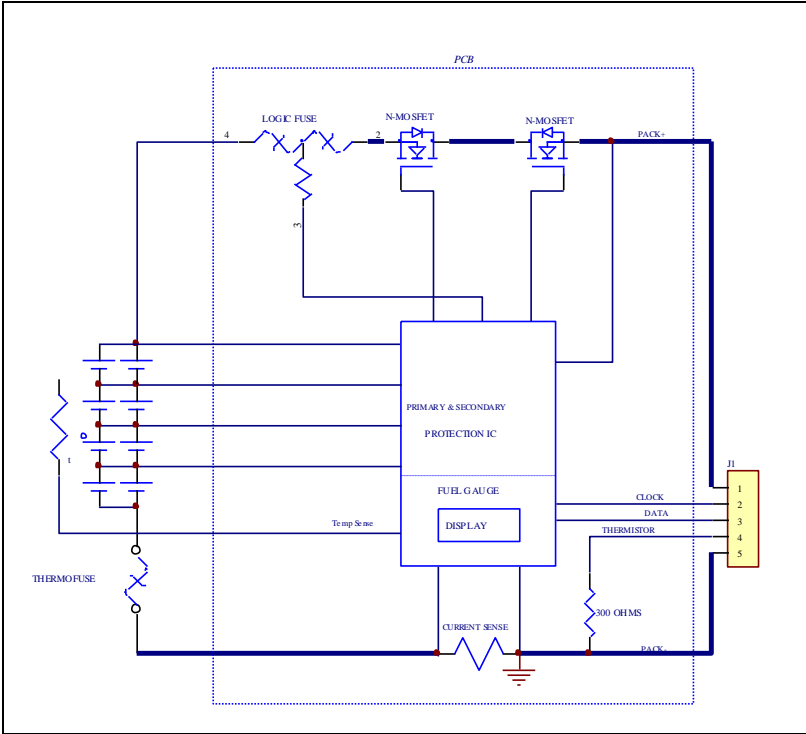 PCB
LOGIC FUSE
N-MOSFET
N-MOSFET
4
2
PACK+
3
PRIMARY & SECONDARY
PROTECTION IC
t
J1
FUEL GAUGE
1
CLOCK
2
DATA
3
Temp Sense
DISPLAY
THERMISTOR
4
5
THERMOFUSE
300 OHMS
CURRENT SENSE
PACK-